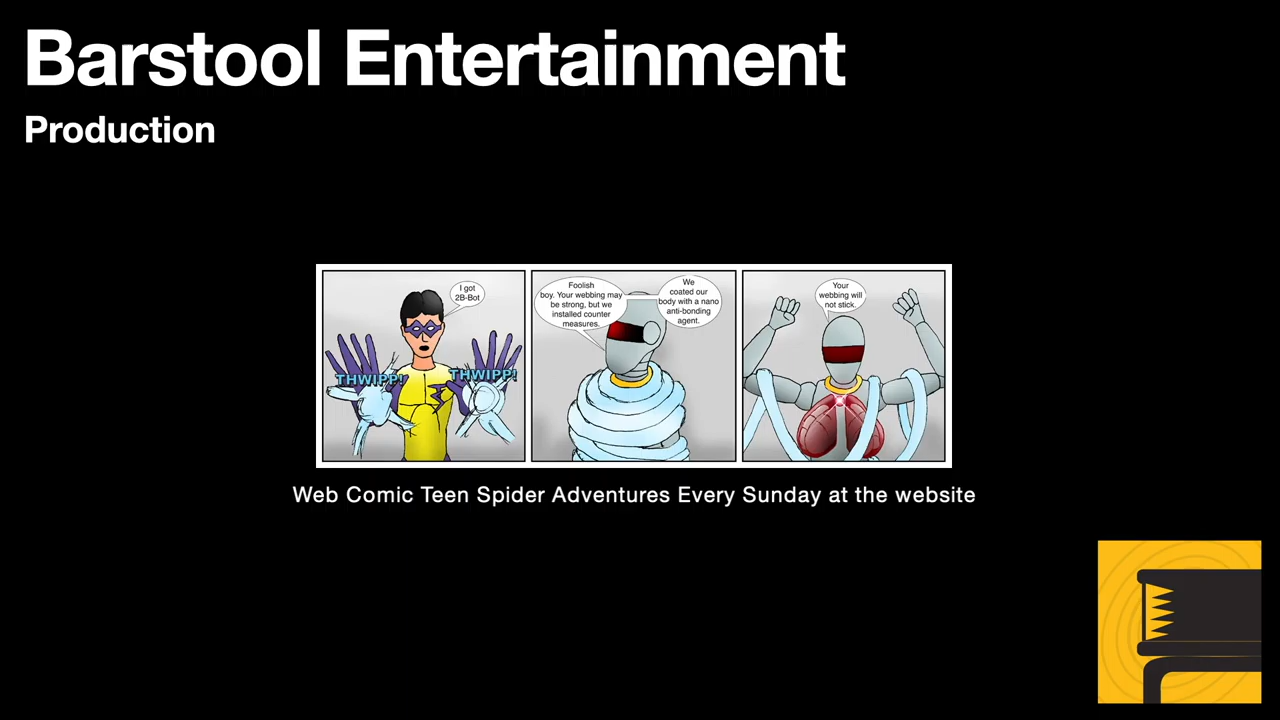 Barstool Entertainment
Production
I got
2B-Bot
THWIPP!
THWIPP!
Foolish
boy. Your webbing may
be strong, but we
installed counter
measures.
We
coated our
body with a nano
anti-bonding
agent.
Your
webbing will
not stick.
Web Comic Teen Spider Adventures Every Sunday at the website